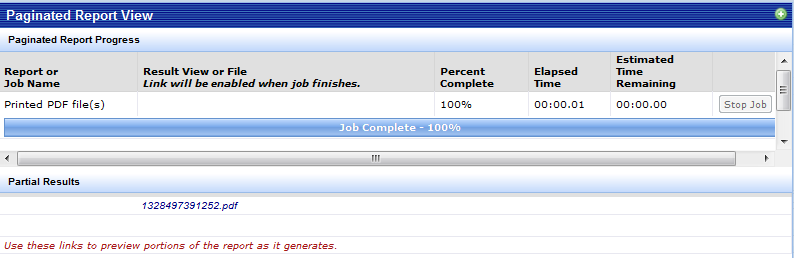 Paginated Report View
Paginated Report Progress
Report or Job Name
Result View or File
Link will be enabled when job finishes.
Percent Complete
Elapsed Time
Estimated Time Remaining
Printed PDF file(s)
100%
00:00.01
00:00.00
Stop Job
Job Complete - 100%
Partial Results
1328497391252.pdf
Use these links to preview portions of the report as it generates.